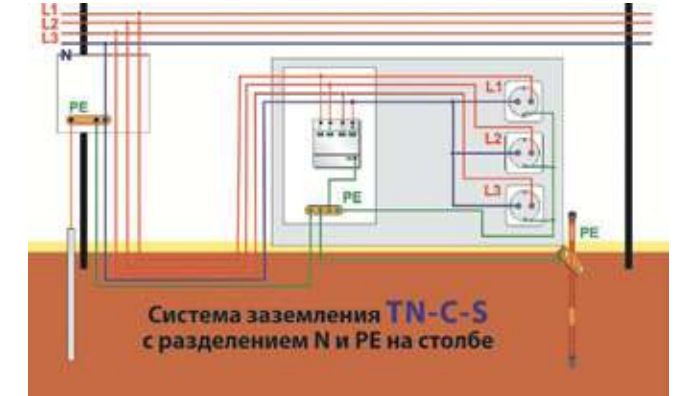 L1
L2
L3
N
PE
L1
L2
L3
PE
PE
Система заземления TN-C-S
с разделением N и PE на столбе